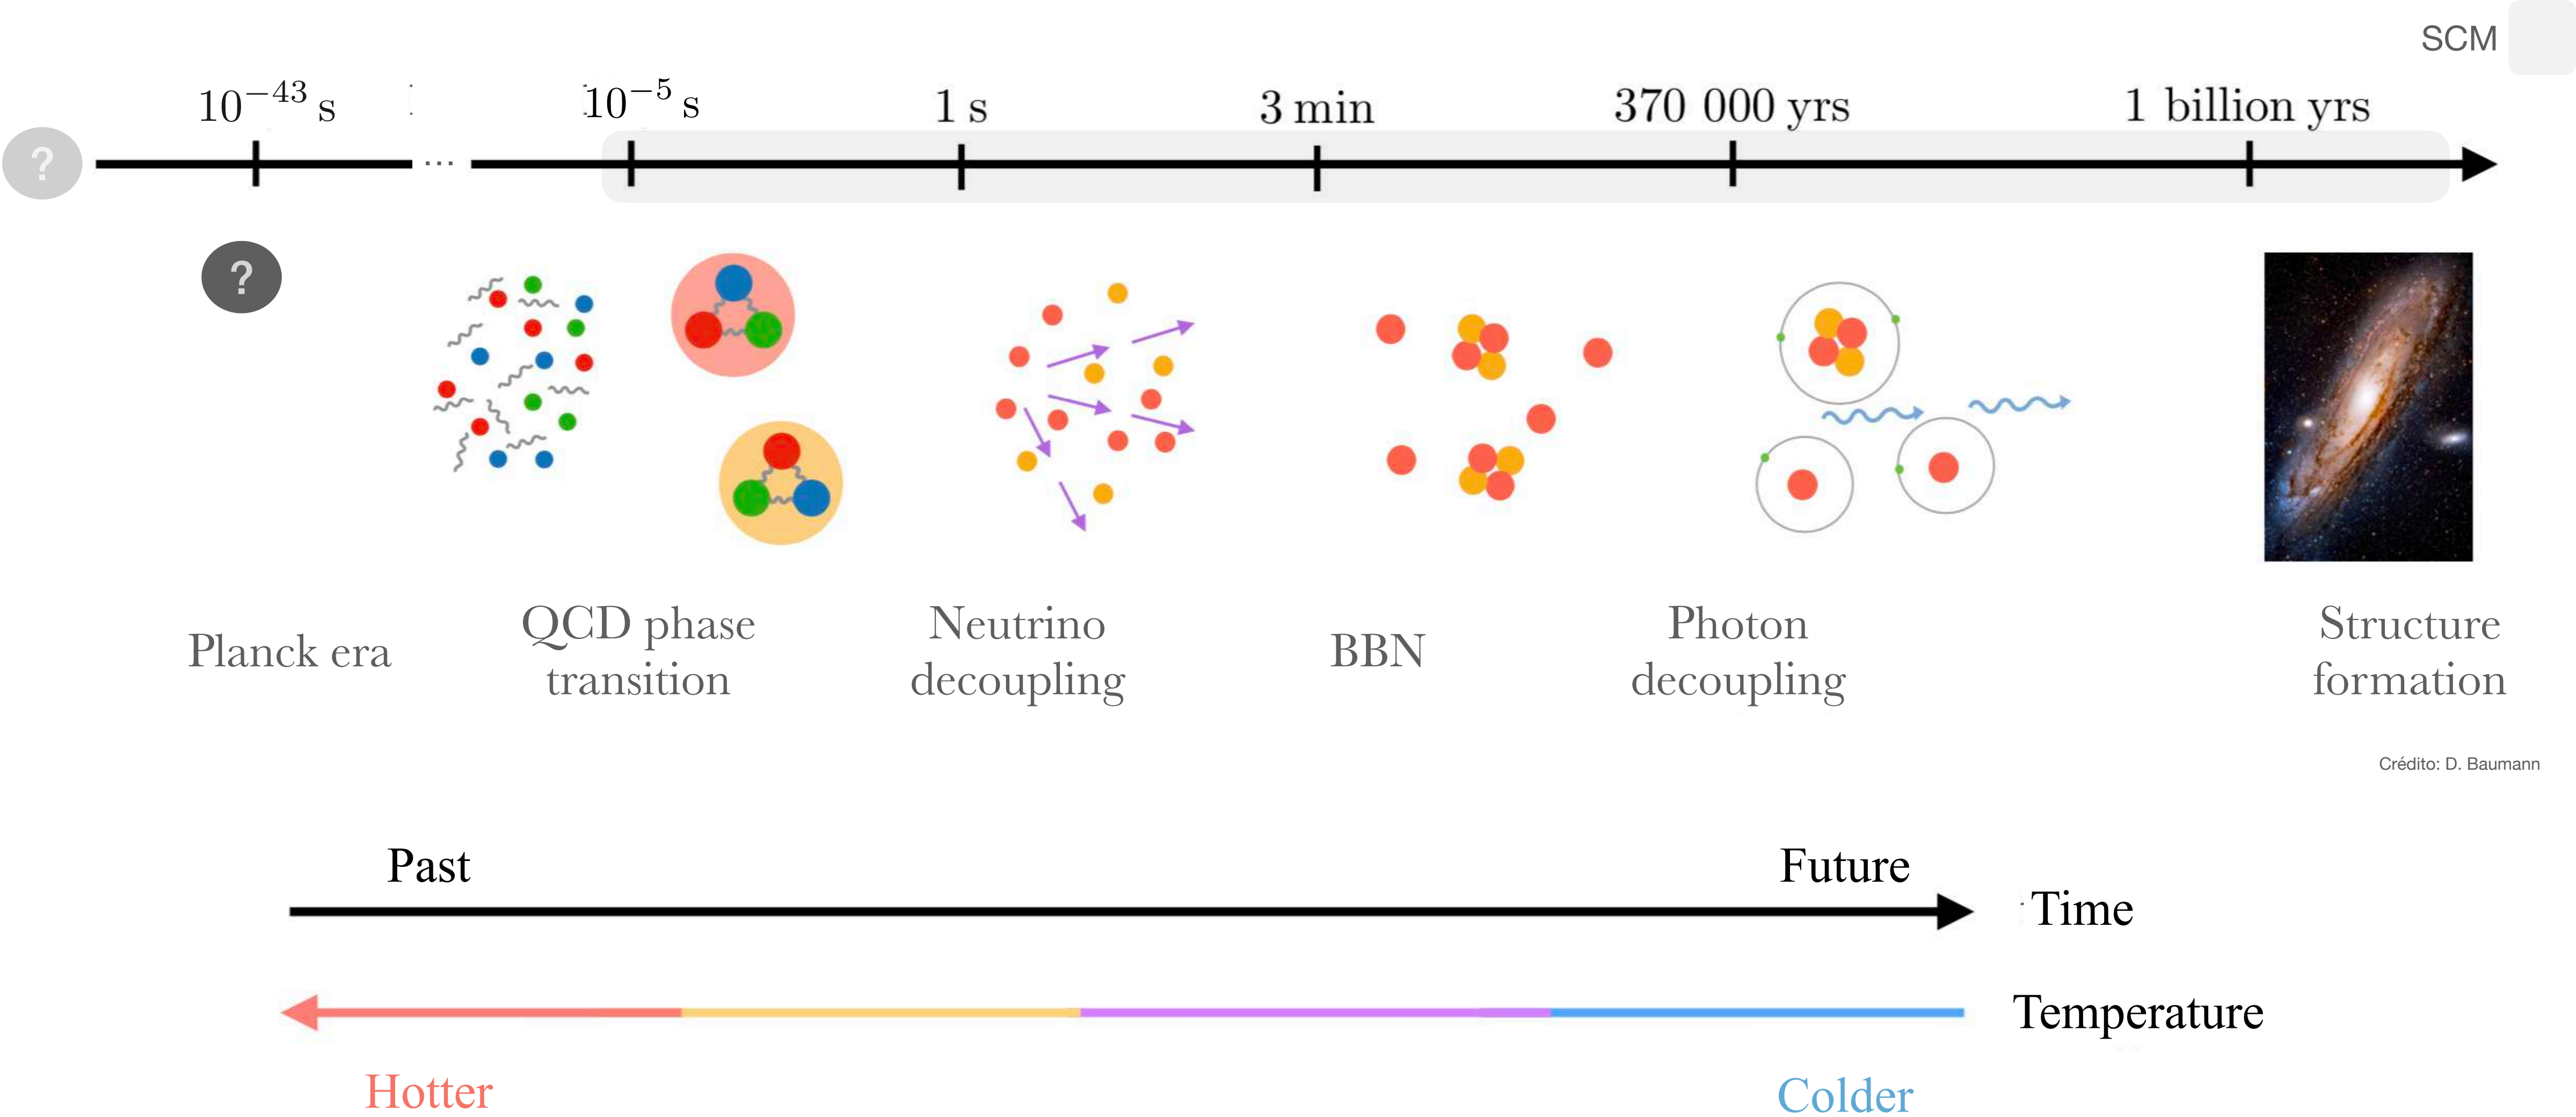 SCM
10⁻⁴³ s
10⁻⁵ s
1 s
3 min
370 000 yrs
1 billion yrs
?
...
?
Planck era
QCD phase
transition
Neutrino
decoupling
BBN
Photon
decoupling
Structure
formation
Crédito: D. Baumann
Past
Future
Time
Temperature
Hotter
Colder